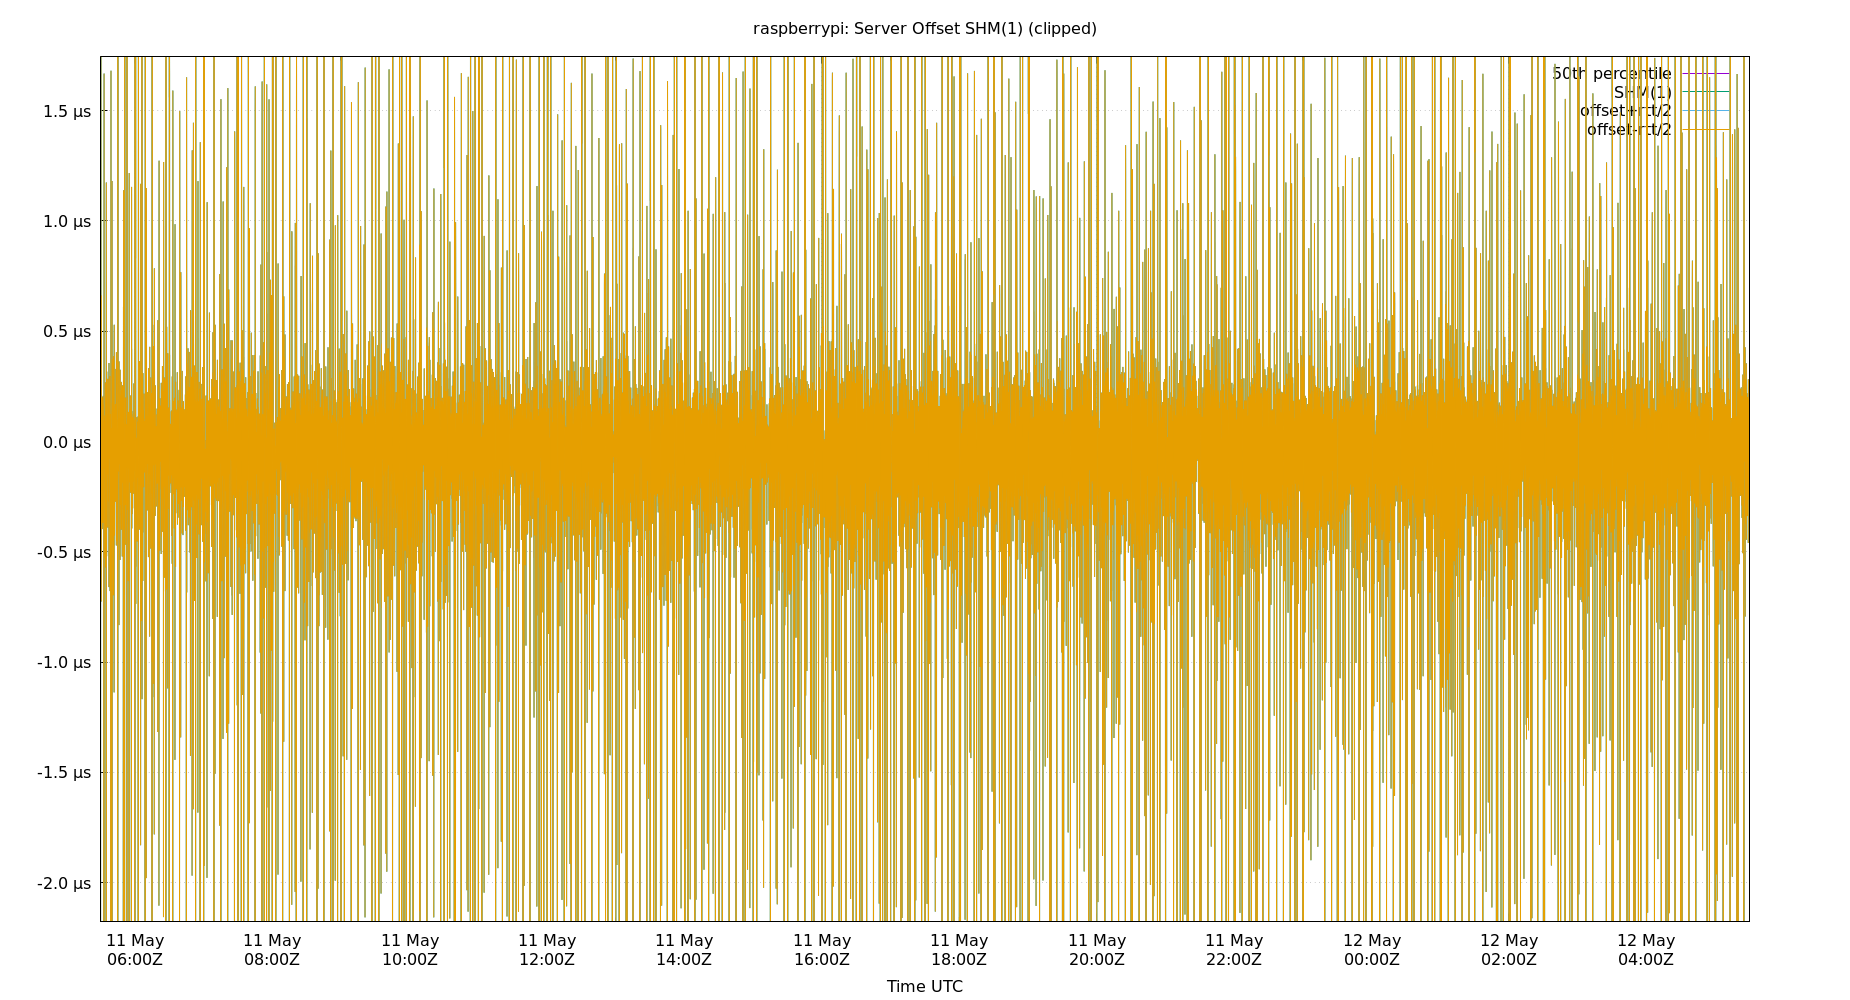 raspberrypi: Server Offset SHM(1) (clipped)
50th percentile
SHM(1)
offset+rtt/2
offset-rtt/2
1.5 µs
1.0 µs
0.5 µs
0.0 µs
-0.5 µs
-1.0 µs
-1.5 µs
-2.0 µs
11 May 11 May 11 May 11 May 11 May 11 May 11 May 11 May 11 May 12 May 12 May 12 May
06:00Z 08:00Z 10:00Z 12:00Z 14:00Z 16:00Z 18:00Z 20:00Z 22:00Z 00:00Z 02:00Z 04:00Z
Time UTC